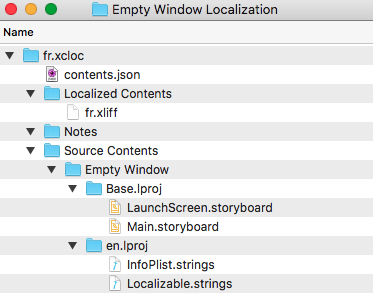 Empty Window Localization
Name
fr.xcloc
contents.json
Localized Contents
fr.xliff
Notes
Source Contents
Empty Window
Base.lproj
LaunchScreen.storyboard
Main.storyboard
en.lproj
InfoPlist.strings
Localizable.strings